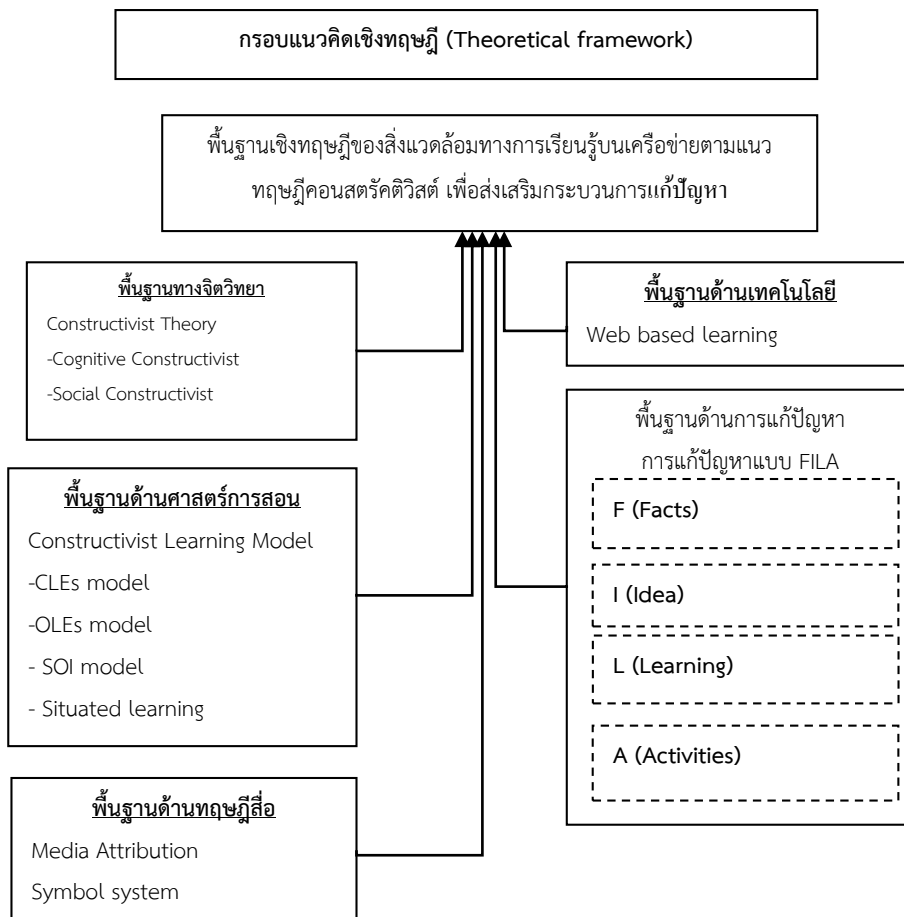 กรอบแนวคิดเชิงทฤษฎี (Theoretical framework)
พื้นฐานเชิงทฤษฎีของสิ่งแวดล้อมทางการเรียนรู้บนเครือข่ายตามแนว
ทฤษฎีคอนสตรัคติวิสต์ เพื่อส่งเสริมกระบวนการแก้ปัญหา
พื้นฐานทางจิตวิทยา
Constructivist Theory
-Cognitive Constructivist
-Social Constructivist
พื้นฐานด้านศาสตร์การสอน
Constructivist Learning Model
-CLEs model
-OLEs model
- SOI model
- Situated learning
พื้นฐานด้านทฤษฎีสื่อ
Media Attribution
Symbol system
พื้นฐานด้านเทคโนโลยี
Web based learning
พื้นฐานด้านการแก้ปัญหา
การแก้ปัญหาแบบ FILA
F (Facts)
I (Idea)
L (Learning)
A (Activities)